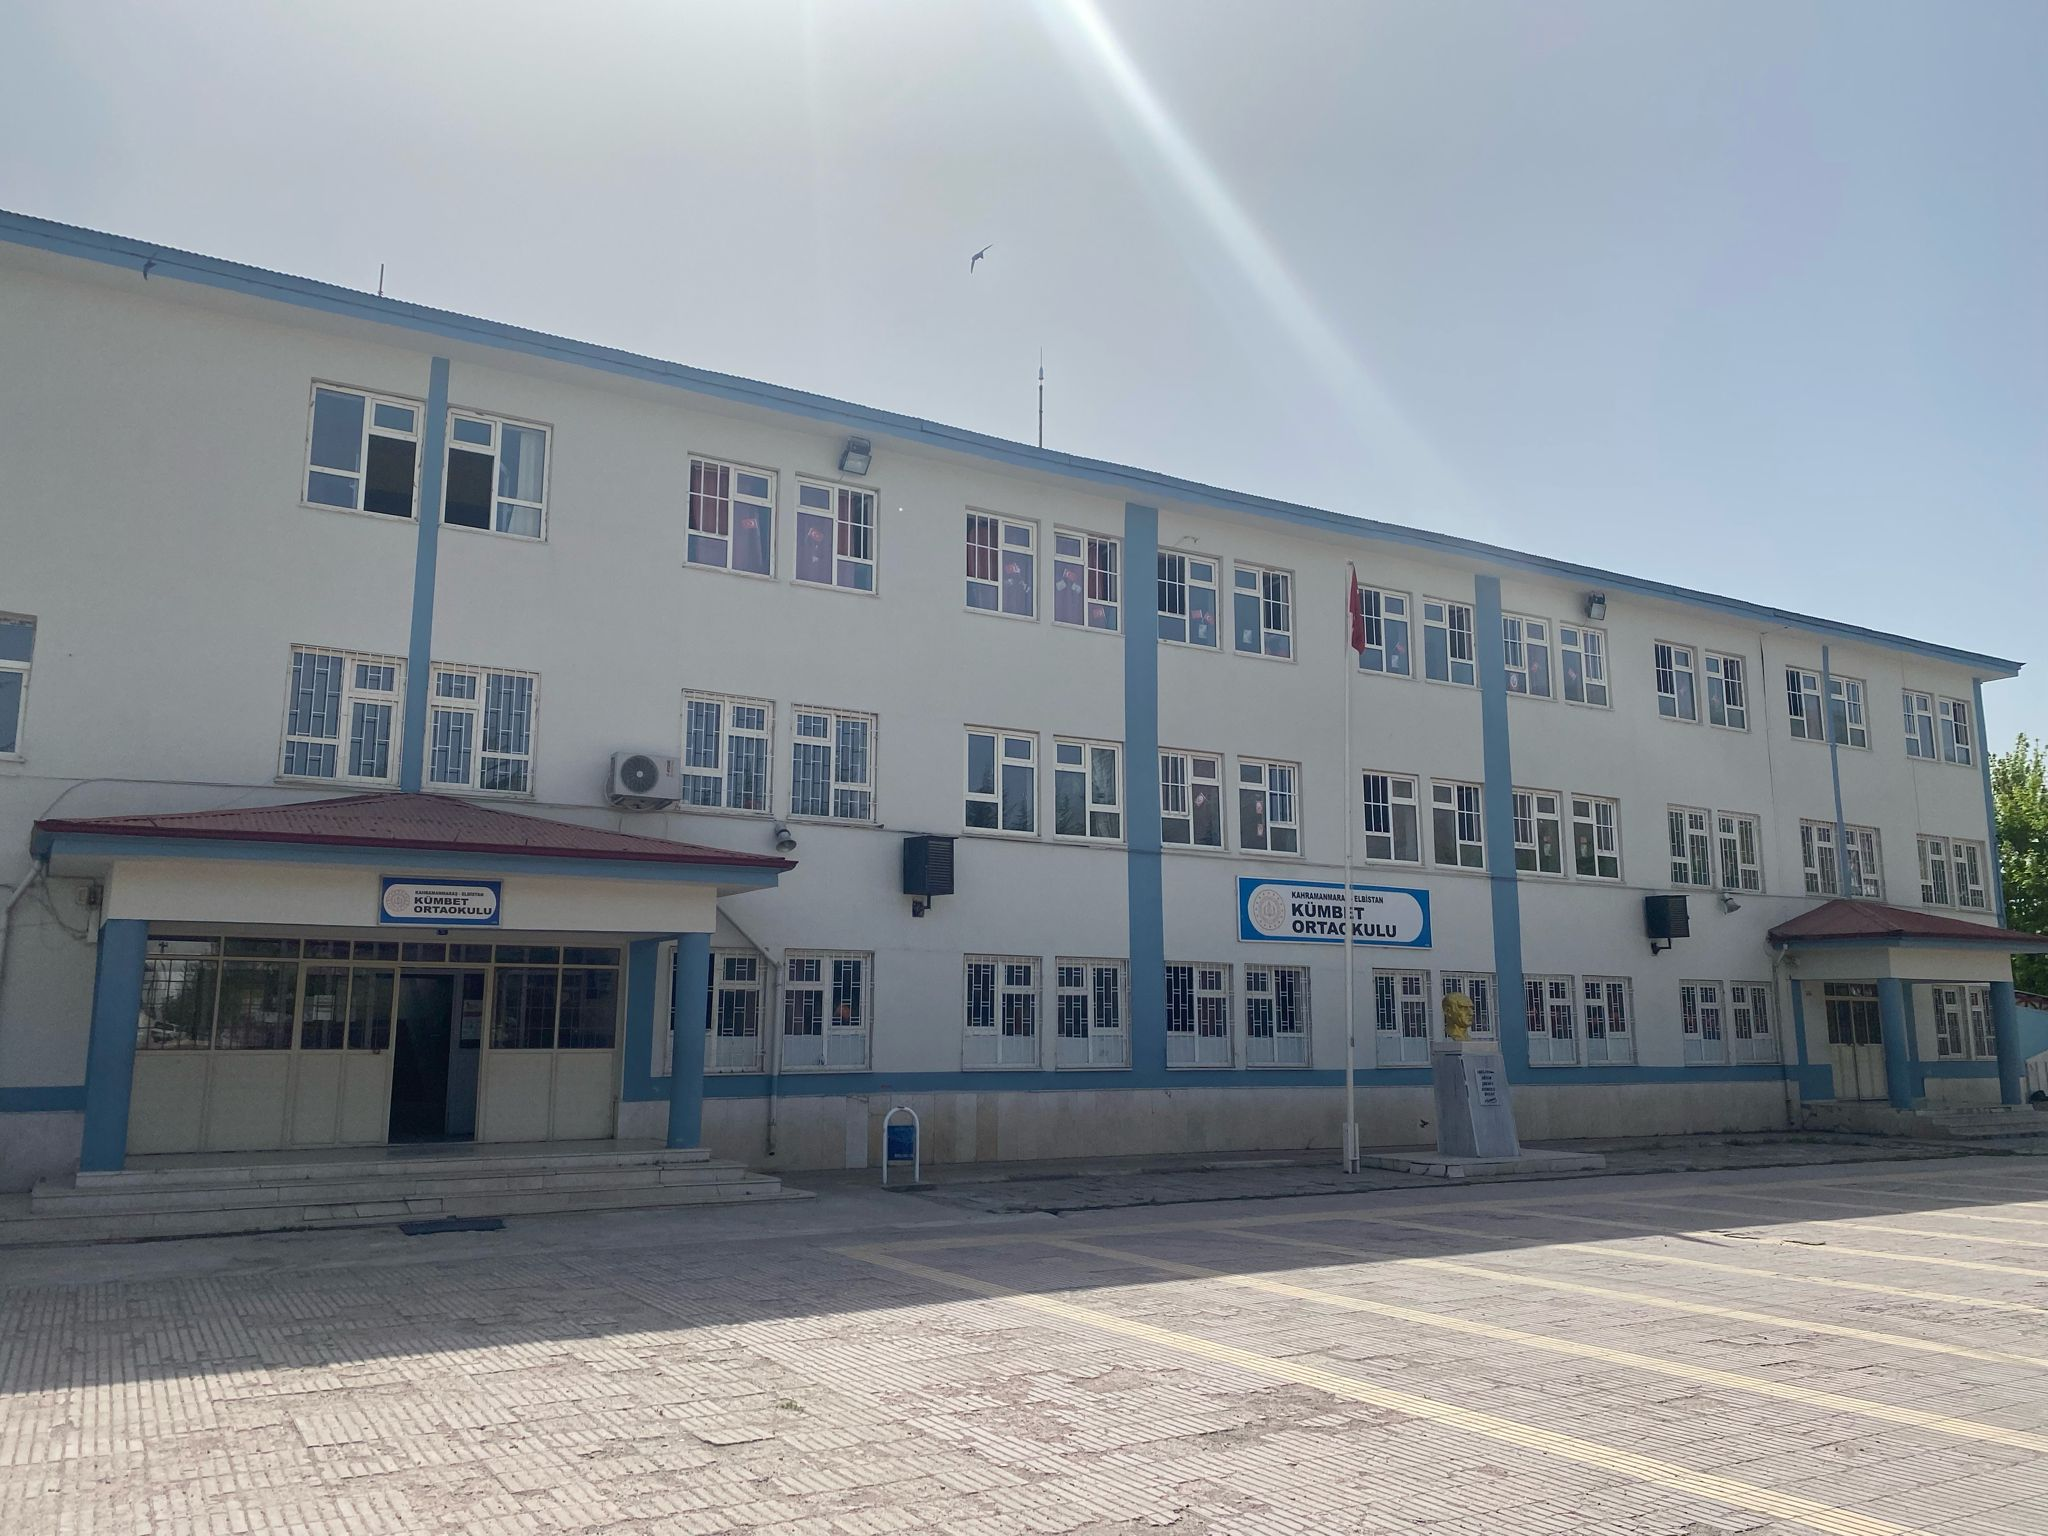 KAHRAMANMARAŞ - ELBİSTAN
KÜMBET
ORTAOKULU
KAHRAMANMARAŞ - ELBİSTAN
KÜMBET
ORTAOKULU